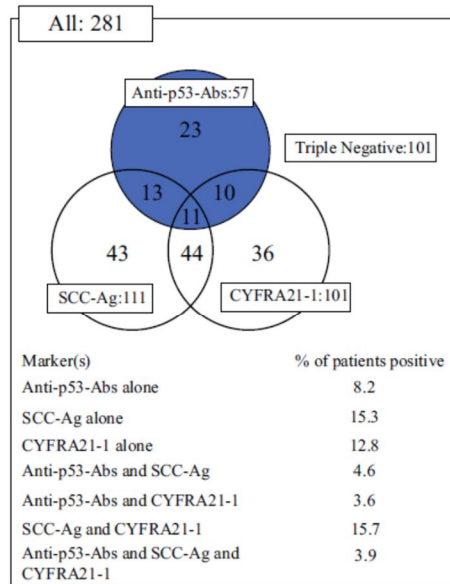 All: 281
Anti-p53-Abs:57
23
Triple Negative:101
13
10
11
43
44
36
SCC-Ag:111
CYFRA21-1:101
Marker(s) % of patients positive
Anti-p53-Abs alone 8.2
SCC-Ag alone 15.3
CYFRA21-1 alone 12.8
Anti-p53-Abs and SCC-Ag 4.6
Anti-p53-Abs and CYFRA21-1 3.6
SCC-Ag and CYFRA21-1 15.7
Anti-p53-Abs and SCC-Ag and 3.9
CYFRA21-1